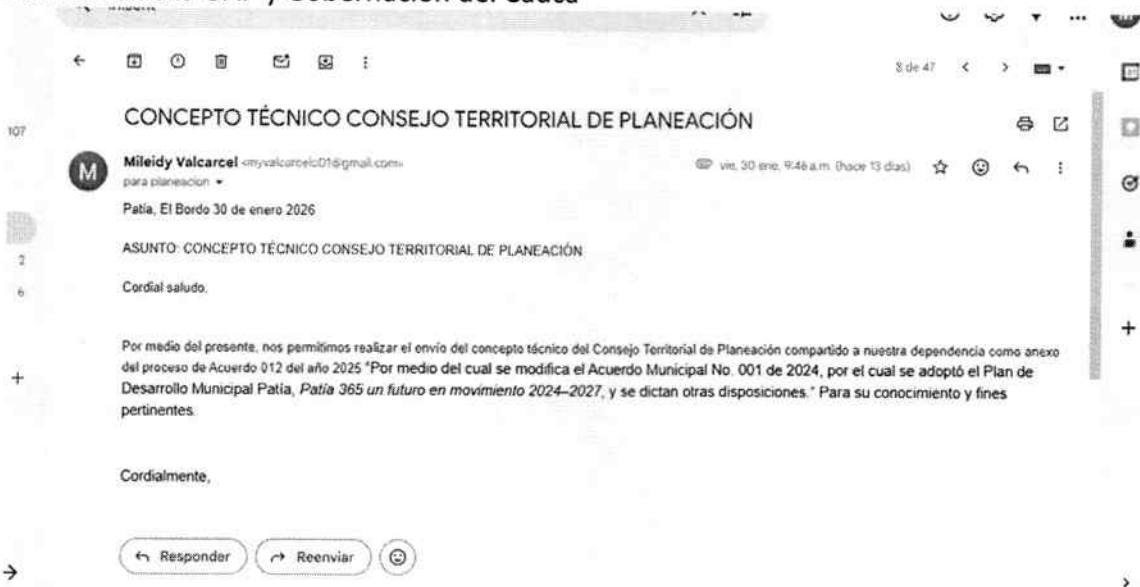 y Gobernación del Cauca
8 de 47
CONCEPTO TÉCNICO CONSEJO TERRITORIAL DE PLANEACIÓN
107
M
Mileidy Valcarcel
vie, 30 ene, 9:46 a.m. (hace 13 días)
para planeacion
Patía, El Bordo 30 de enero 2026
ASUNTO: CONCEPTO TÉCNICO CONSEJO TERRITORIAL DE PLANEACIÓN
2
6
Cordial saludo.
Por medio del presente, nos permitimos realizar el envío del concepto técnico del Consejo Territorial de Planeación compartido a nuestra dependencia como anexo
del proceso de Acuerdo 012 del año 2025 "Por medio del cual se modifica el Acuerdo Municipal No. 001 de 2024, por el cual se adoptó el Plan de
Desarrollo Municipal Patía, Patía 365 un futuro en movimiento 2024–2027, y se dictan otras disposiciones." Para su conocimiento y fines
pertinentes.
Cordialmente,
Responder
Reenviar